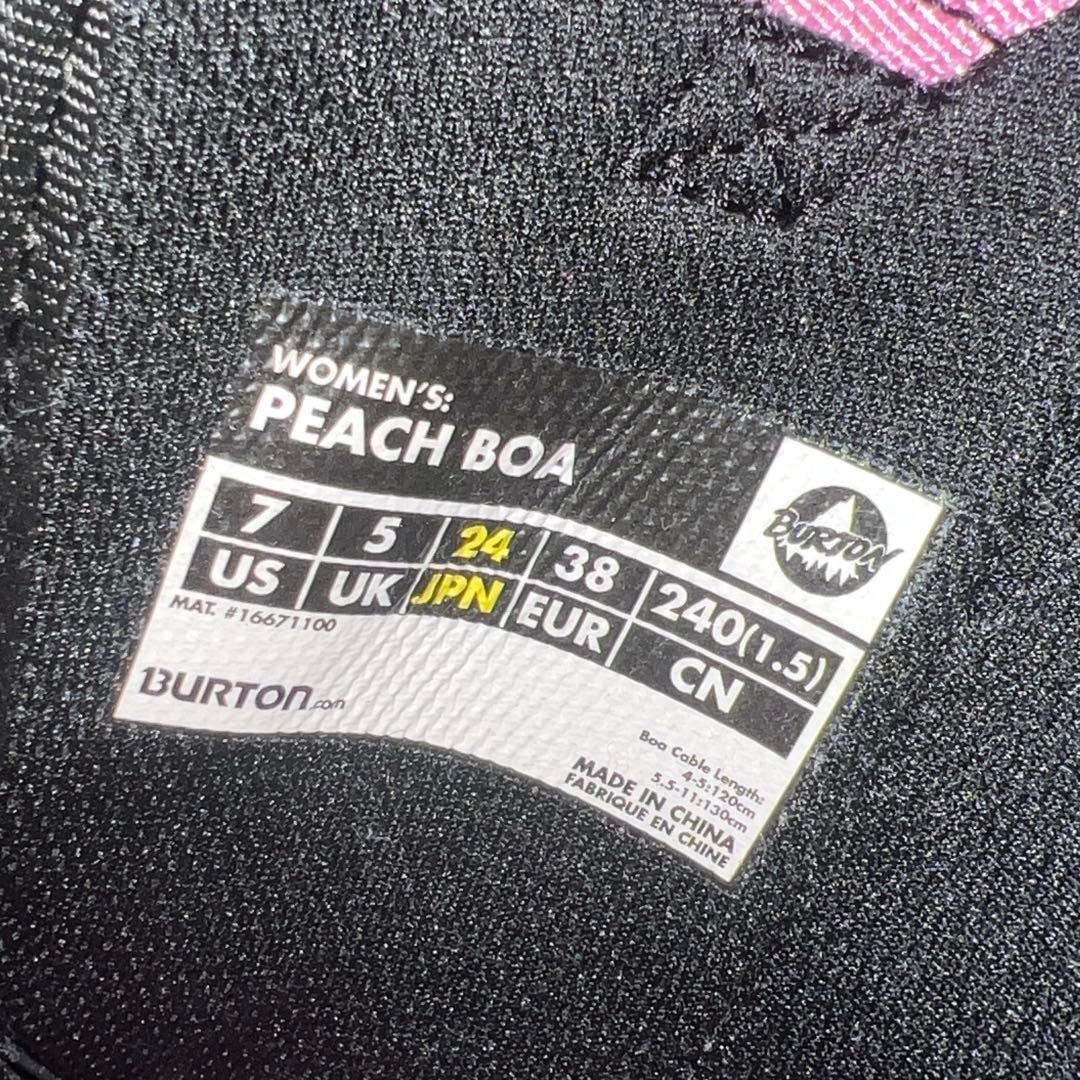 WOMEN'S:
PEACH BOA
BURTON
7 5 24 38 240(1.5)
US UK JPN EUR CN
MAT. #16671100
BURTON.com
Boa Cable Length:
4-5:120cm
5.5-11:130cm
MADE IN CHINA
FABRIQUE EN CHINE